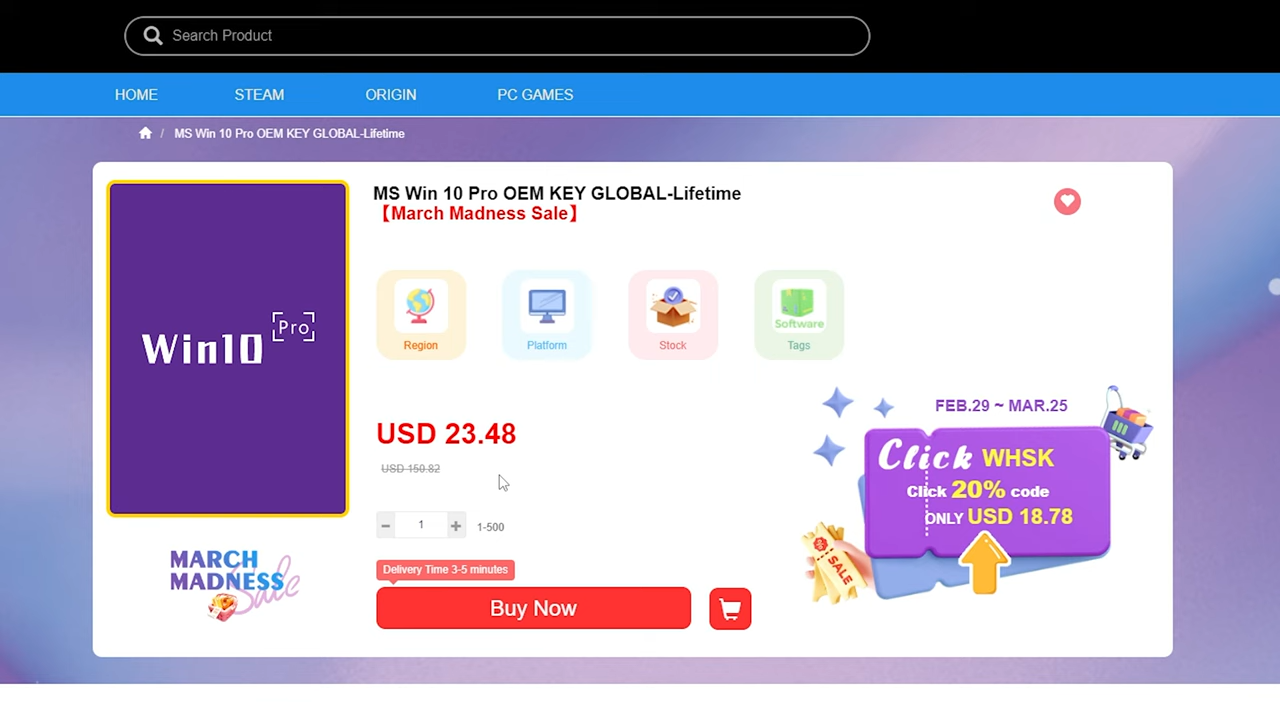 Search Product
HOME STEAM ORIGIN PC GAMES
/ MS Win 10 Pro OEM KEY GLOBAL-Lifetime
MS Win 10 Pro OEM KEY GLOBAL-Lifetime
【March Madness Sale】
Win10 Pro
Software
Region Platform Stock Tags
USD 23.48
USD 159.82
- 1 + 1-500
Delivery Time 3-5 minutes
Buy Now
MARCH
MADNESS
Sale
FEB.29 ~ MAR.25
Click WHSK
Click 20% code
ONLY USD 18.78
SALE